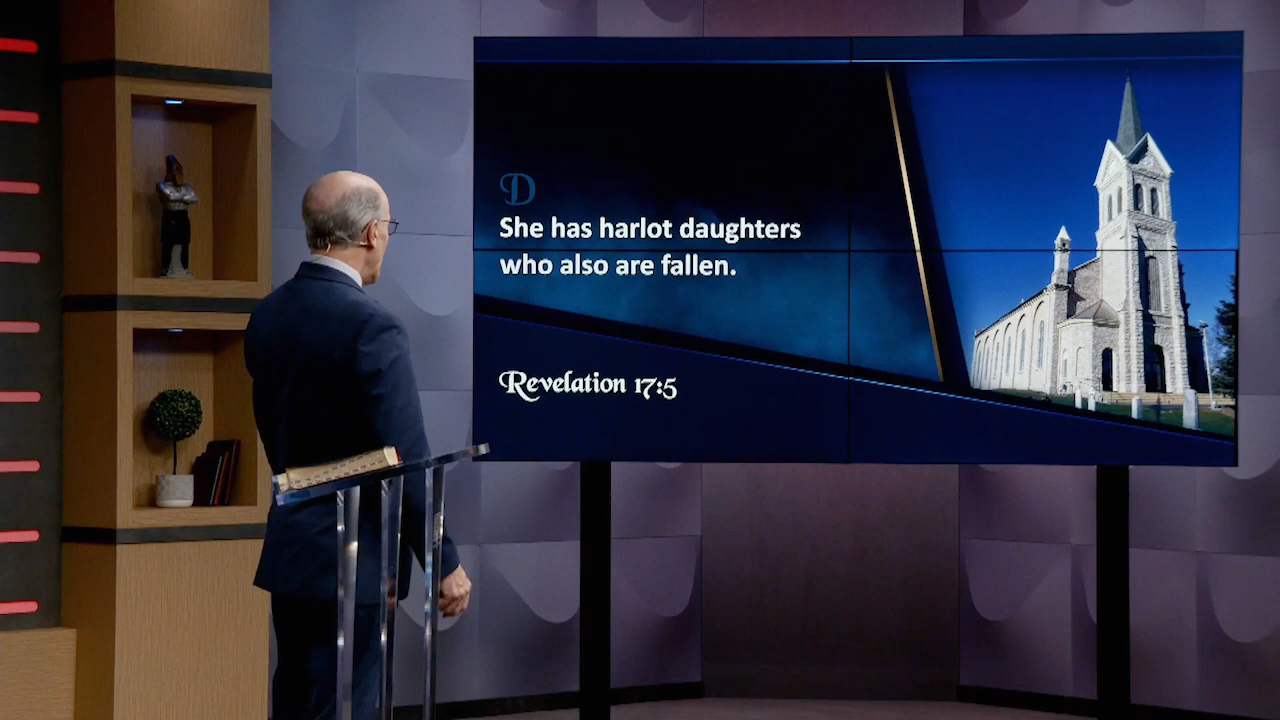 D
She has harlot daughters
who also are fallen.
Revelation 17:5